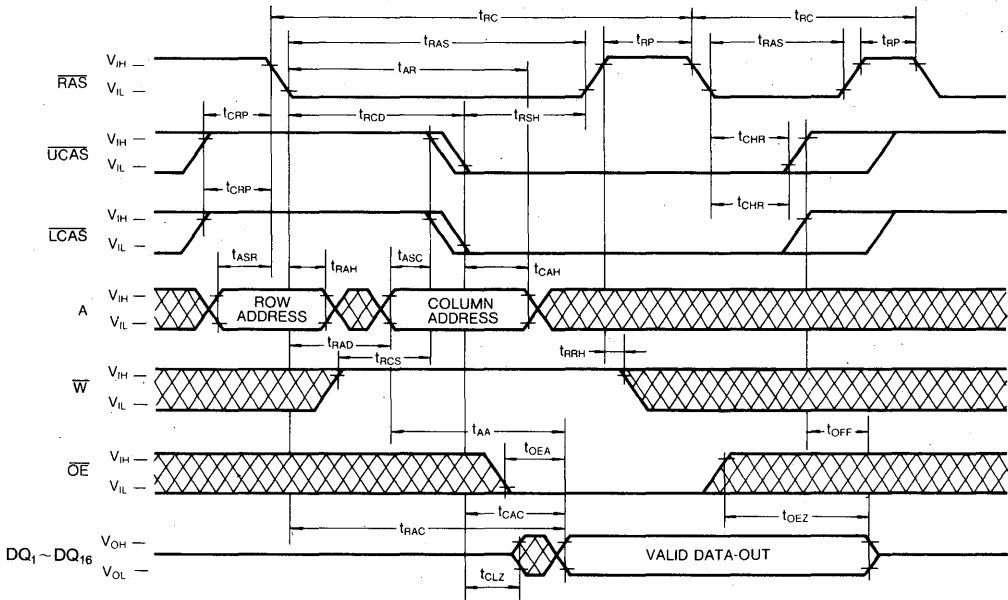 tRC tRC
tRAS tRP tRAS tRP
tAR
RAS VIH
VIL
tCRP tRCD tRSH
UCAS VIH
VIL
tCHR
tCRP
tCHR
LCAS VIH
VIL
tASR tRAH tASC tCAH
A VIH
VIL
ROW ADDRESS
COLUMN ADDRESS
tRAD
tRCS
tRRH
W VIH
VIL
tAA
tOFF
tOEA
OE VIH
VIL
tCAC
tOEZ
tRAC
DQ1~DQ16 VOH
VOL
VALID DATA-OUT
tCLZ